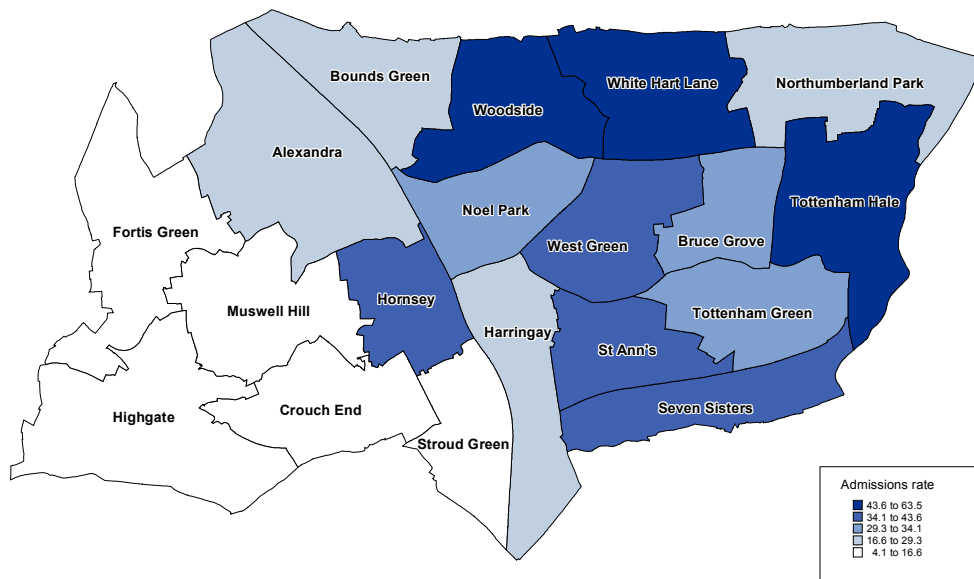 Bounds Green
White Hart Lane
Northumberland Park
Woodside
Alexandra
Noel Park
Tottenham Hale
Fortis Green
West Green
Bruce Grove
Hornsey
Muswell Hill
Tottenham Green
Harringay
St Ann's
Seven Sisters
Crouch End
Highgate
Stroud Green
Admissions rate
43.6 to 63.5
34.1 to 43.6
29.3 to 34.1
16.6 to 29.3
4.1 to 16.6